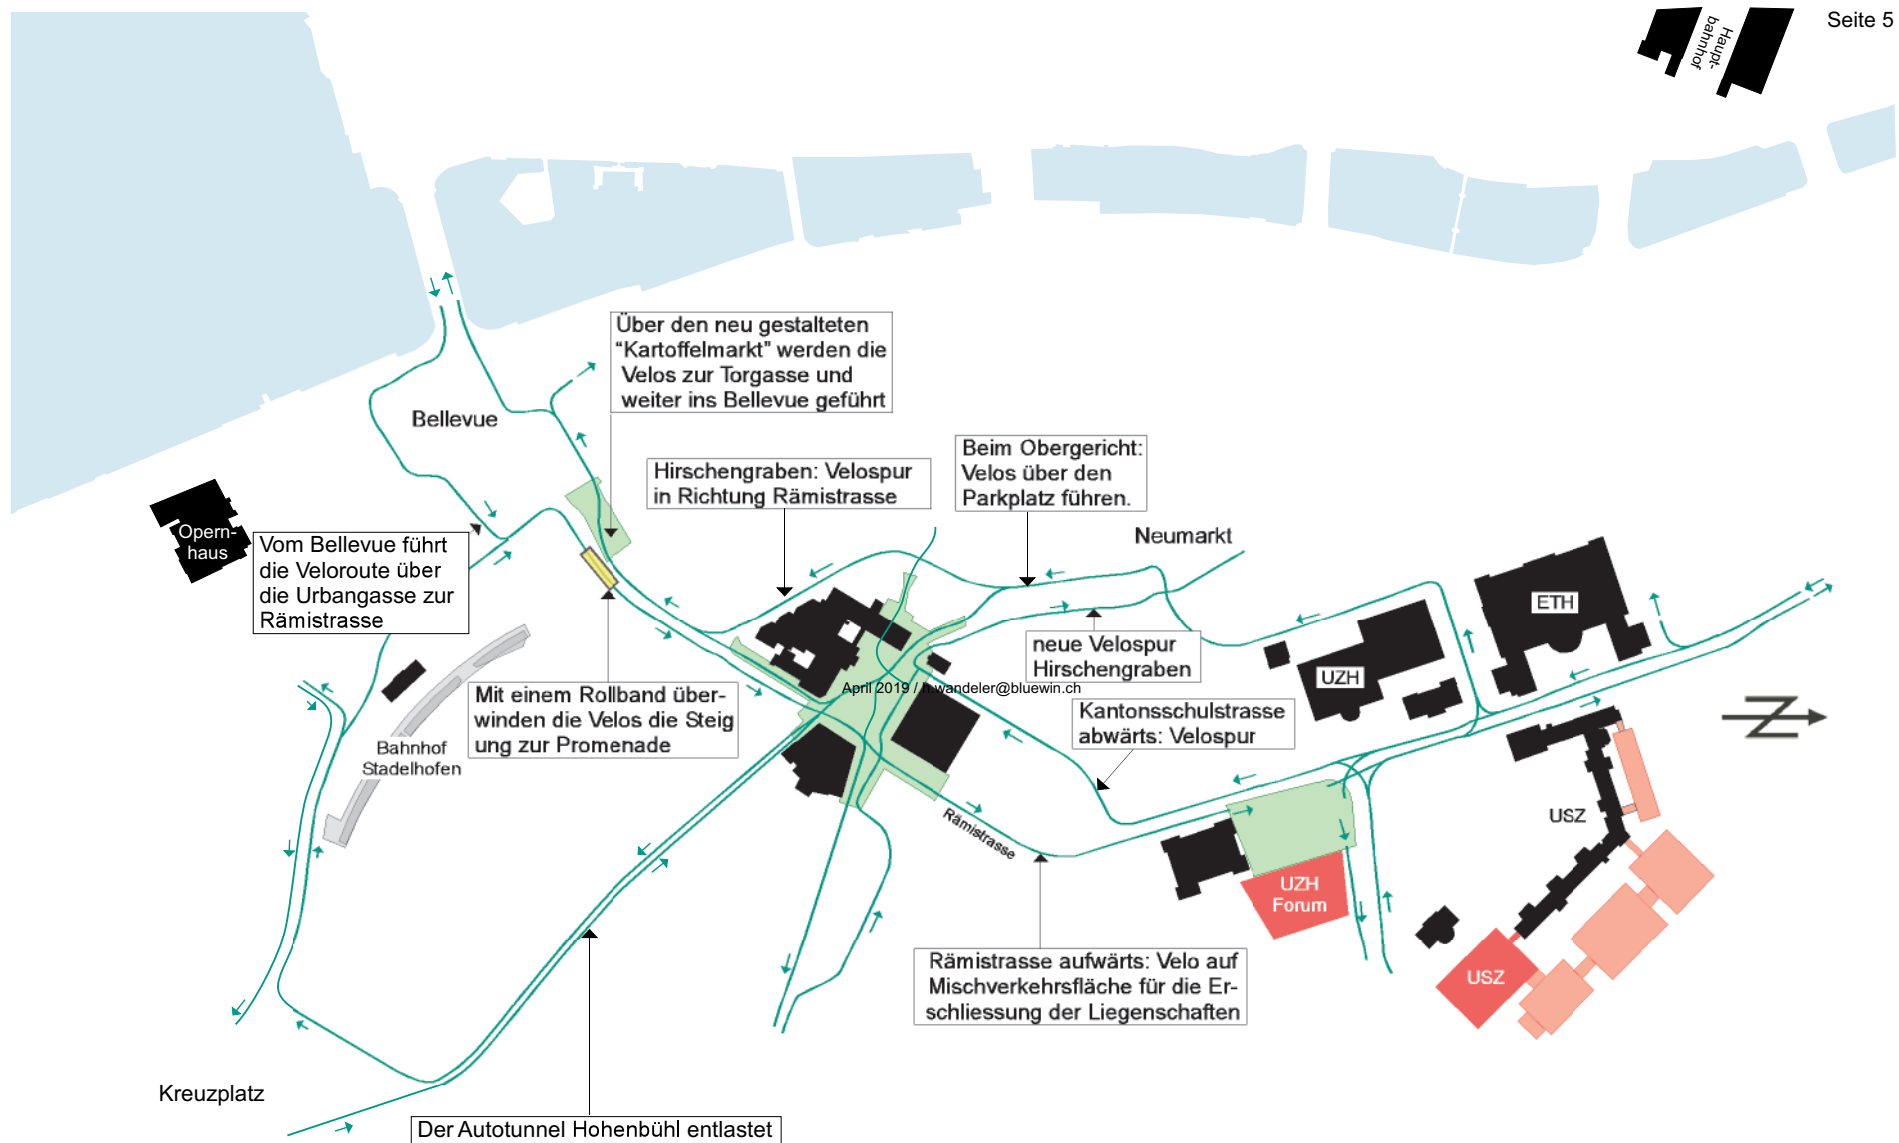 Seite 5
Haupt-
bahnhof
Über den neu gestalteten
“Kartoffelmarkt” werden die
Velos zur Torgasse und
weiter ins Bellevue geführt
Bellevue
Hirschengraben: Velospur
in Richtung Rämistrasse
Beim Obergericht:
Velos über den
Parkplatz führen.
Neumarkt
Opern-
haus
Vom Bellevue führt
die Veloroute über
die Urbangasse zur
Rämistrasse
ETH
UZH
neue Velospur
Hirschengraben
April 2019 / h.wandeler@bluewin.ch
Mit einem Rollband über-
winden die Velos die Steig
ung zur Promenade
Kantonsschulstrasse
abwärts: Velospur
Bahnhof
Stadelhofen
Rämistrasse
USZ
UZH
Forum
Rämistrasse aufwärts: Velo auf
Mischverkehrsfläche für die Er-
schliessung der Liegenschaften
USZ
Kreuzplatz
Der Autotunnel Hohenbühl entlastet